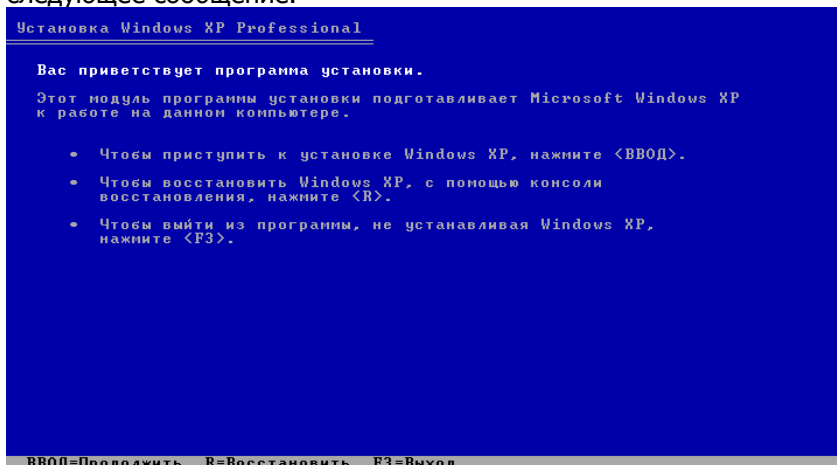 следующее сообщение:
Установка Windows XP Professional
Вас приветствует программа установки.
Этот модуль программы установки подготавливает Microsoft Windows XP
к работе на данном компьютере.
• Чтобы приступить к установке Windows XP, нажмите <ВВОД>.
• Чтобы восстановить Windows XP, с помощью консоли
восстановления, нажмите <R>.
• Чтобы выйти из программы, не устанавливая Windows XP,
нажмите <F3>.
ВВОД=Продолжить R=Восстановить F3=Выход